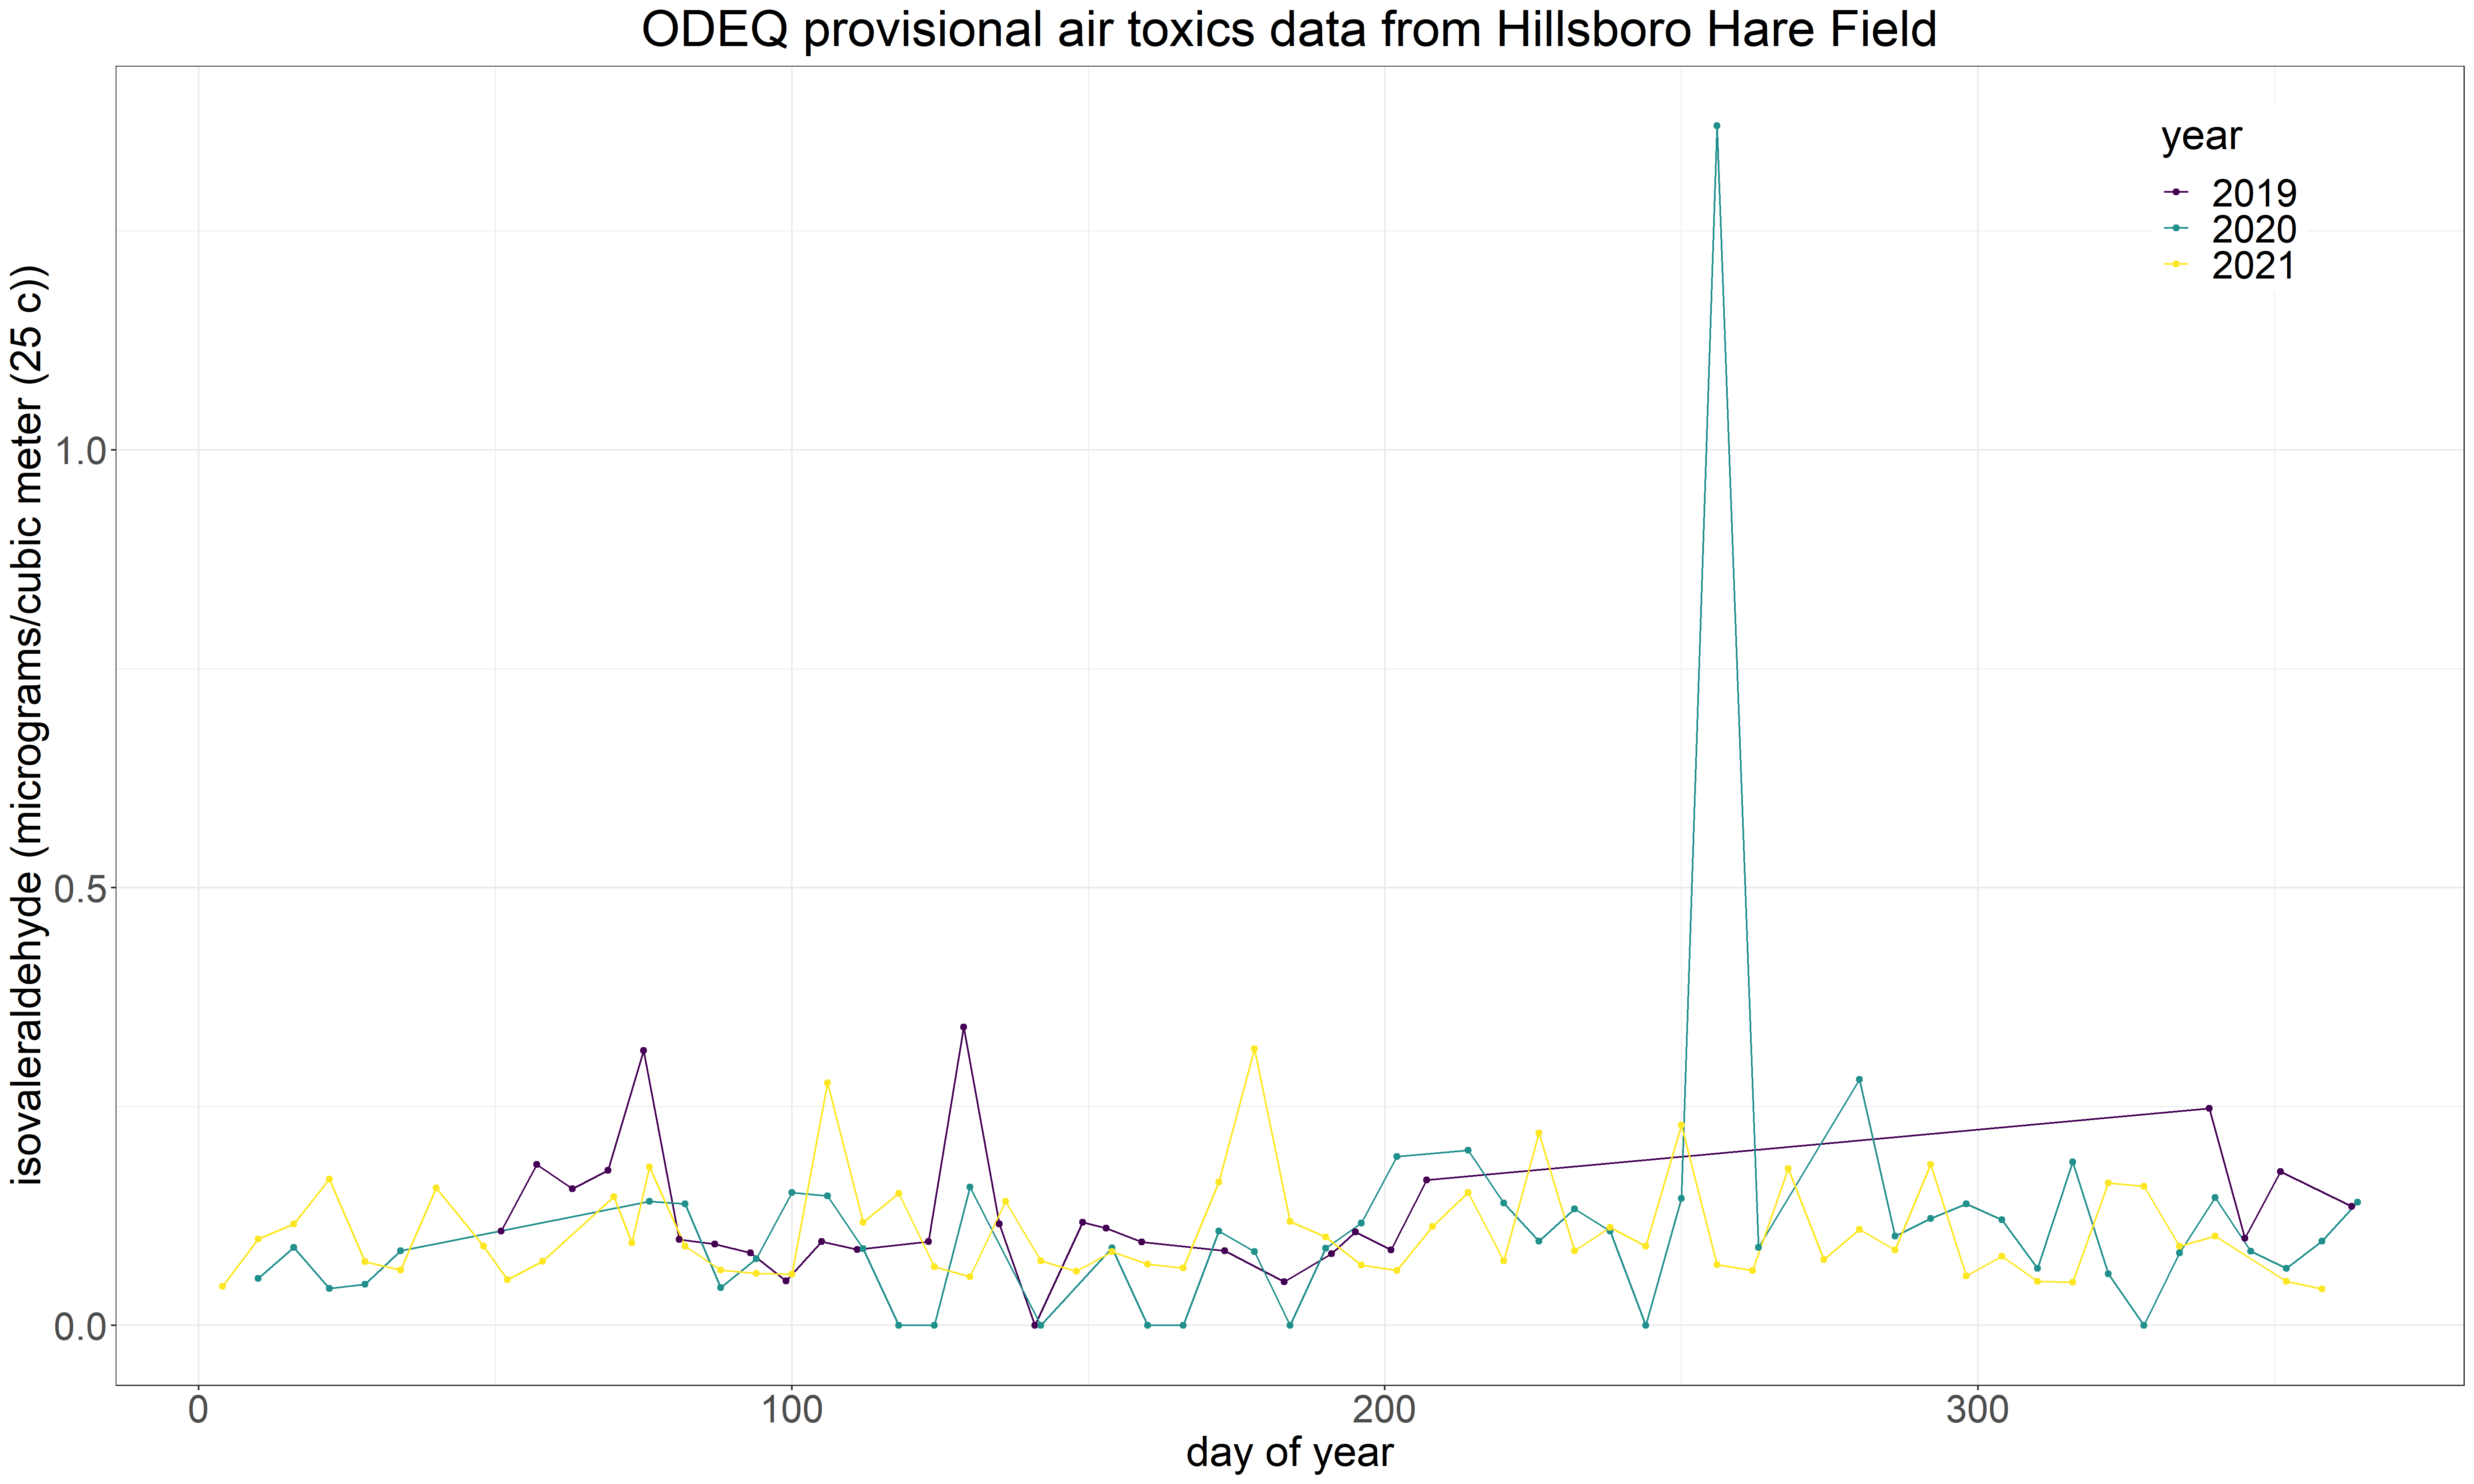 ODEQ provisional air toxics data from Hillsboro Hare Field
year
2019
2020
2021
isovaleraldehyde (micrograms/cubic meter (25 c))
1.0
0.5
0.0
0
100
200
300
day of year